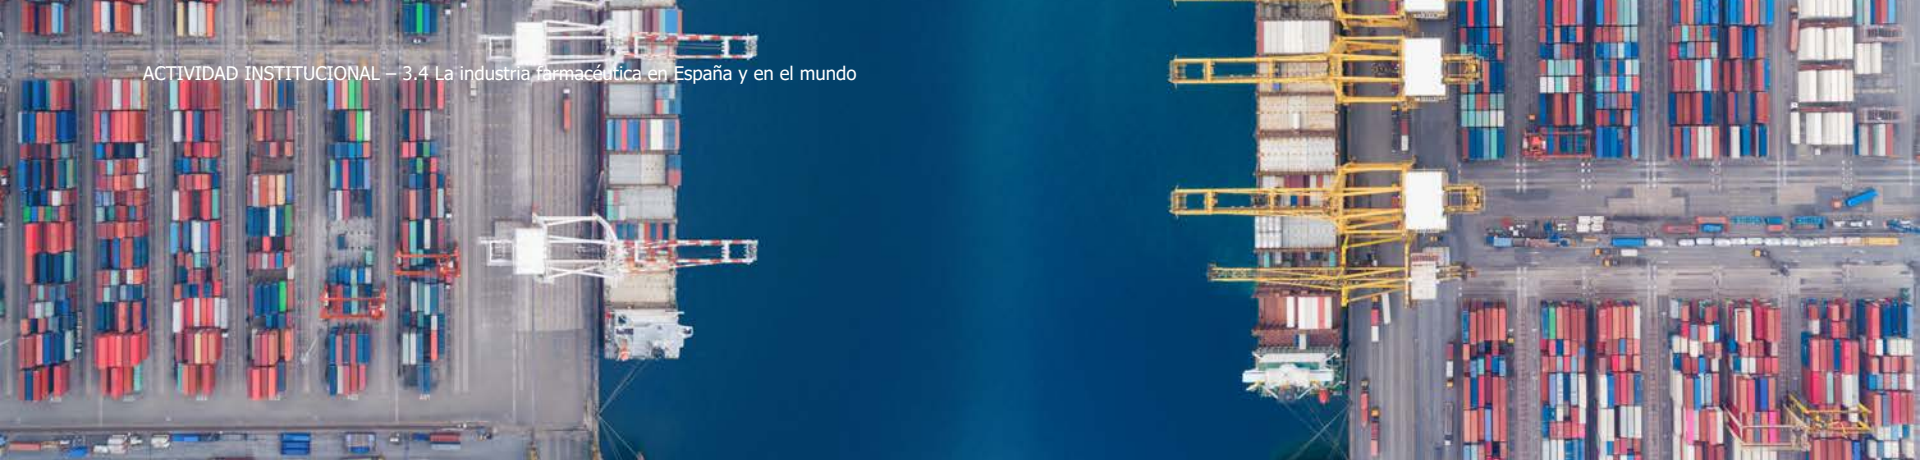 ACTIVIDAD INSTITUCIONAL – 3.4 La industria farmacéutica en España y en el mundo